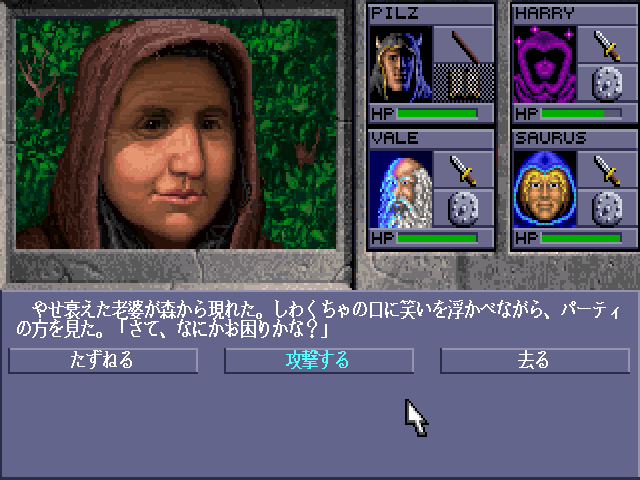 PILZ
HARRY
HP
HP
VALE
SAURUS
HP
HP
やせ衰えた老婆が森から現れた。しわくちゃの口に笑いを浮かべながら、パーティ
の方を見た。「さて、なにかお困りかな？」
たずねる
攻撃する
去る